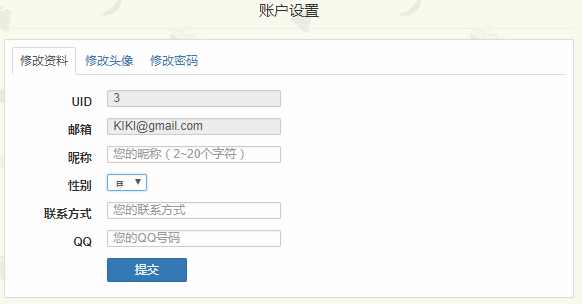 账户设置
修改资料 修改头像 修改密码
UID 3
邮箱 KIKI@gmail.com
昵称 您的昵称（2~20个字符）
性别
联系方式 您的联系方式
QQ 您的QQ号码
提交